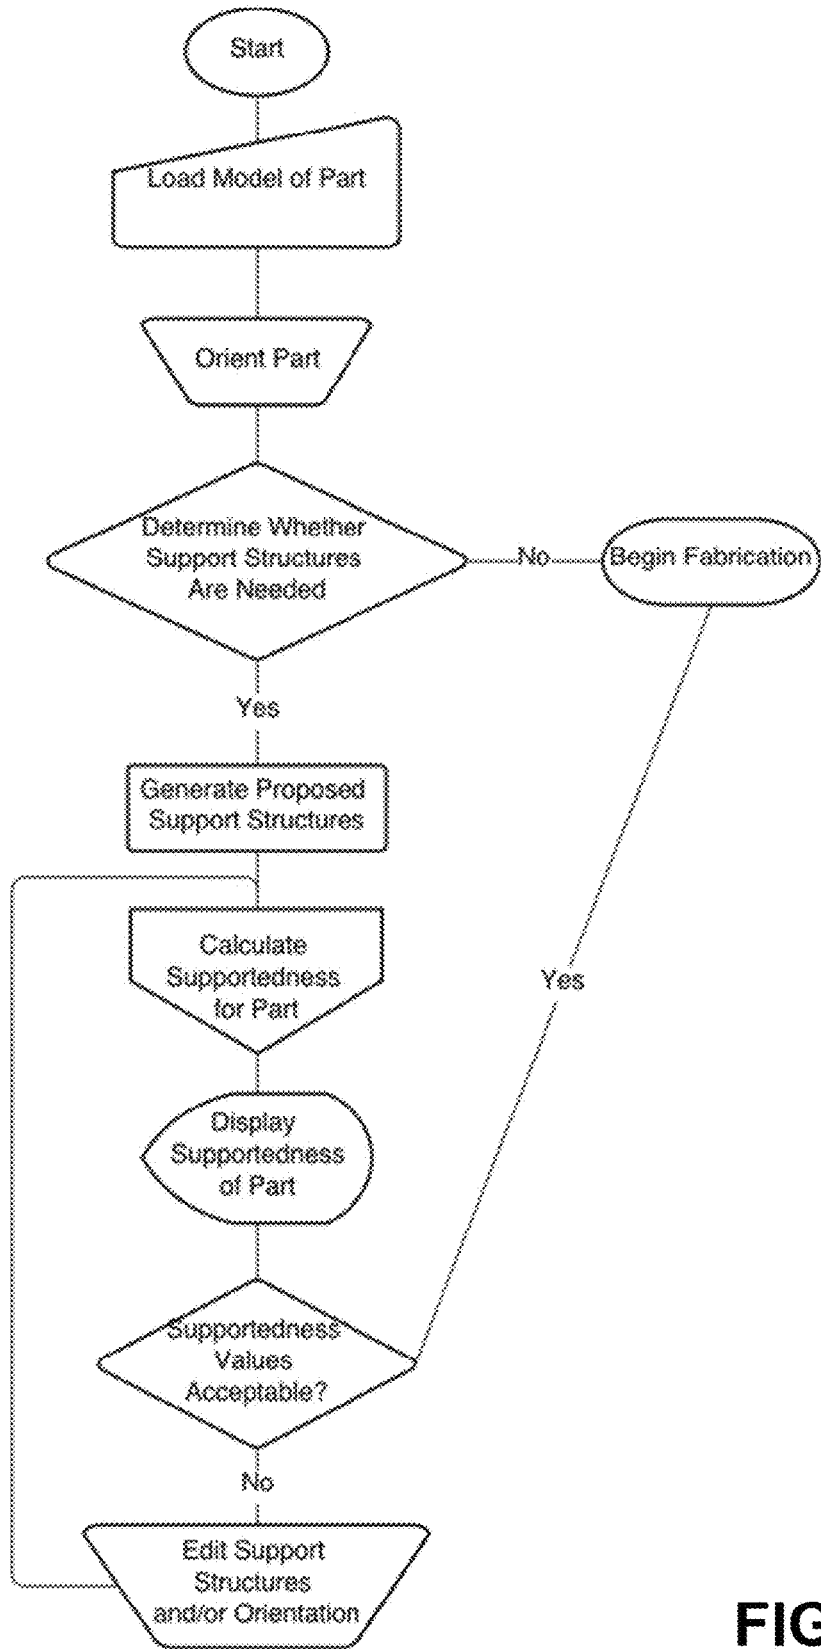 Start
Load Model of Part
Orient Part
Determine Whether
Support Structures
Are Needed
No
Begin Fabrication
Yes
Generate Proposed
Support Structures
Calculate
Supportedness
for Part
Yes
Display
Supportedness
of Part
Supportedness
Values
Acceptable?
No
Edit Support
Structures
and/or Orientation
FIG